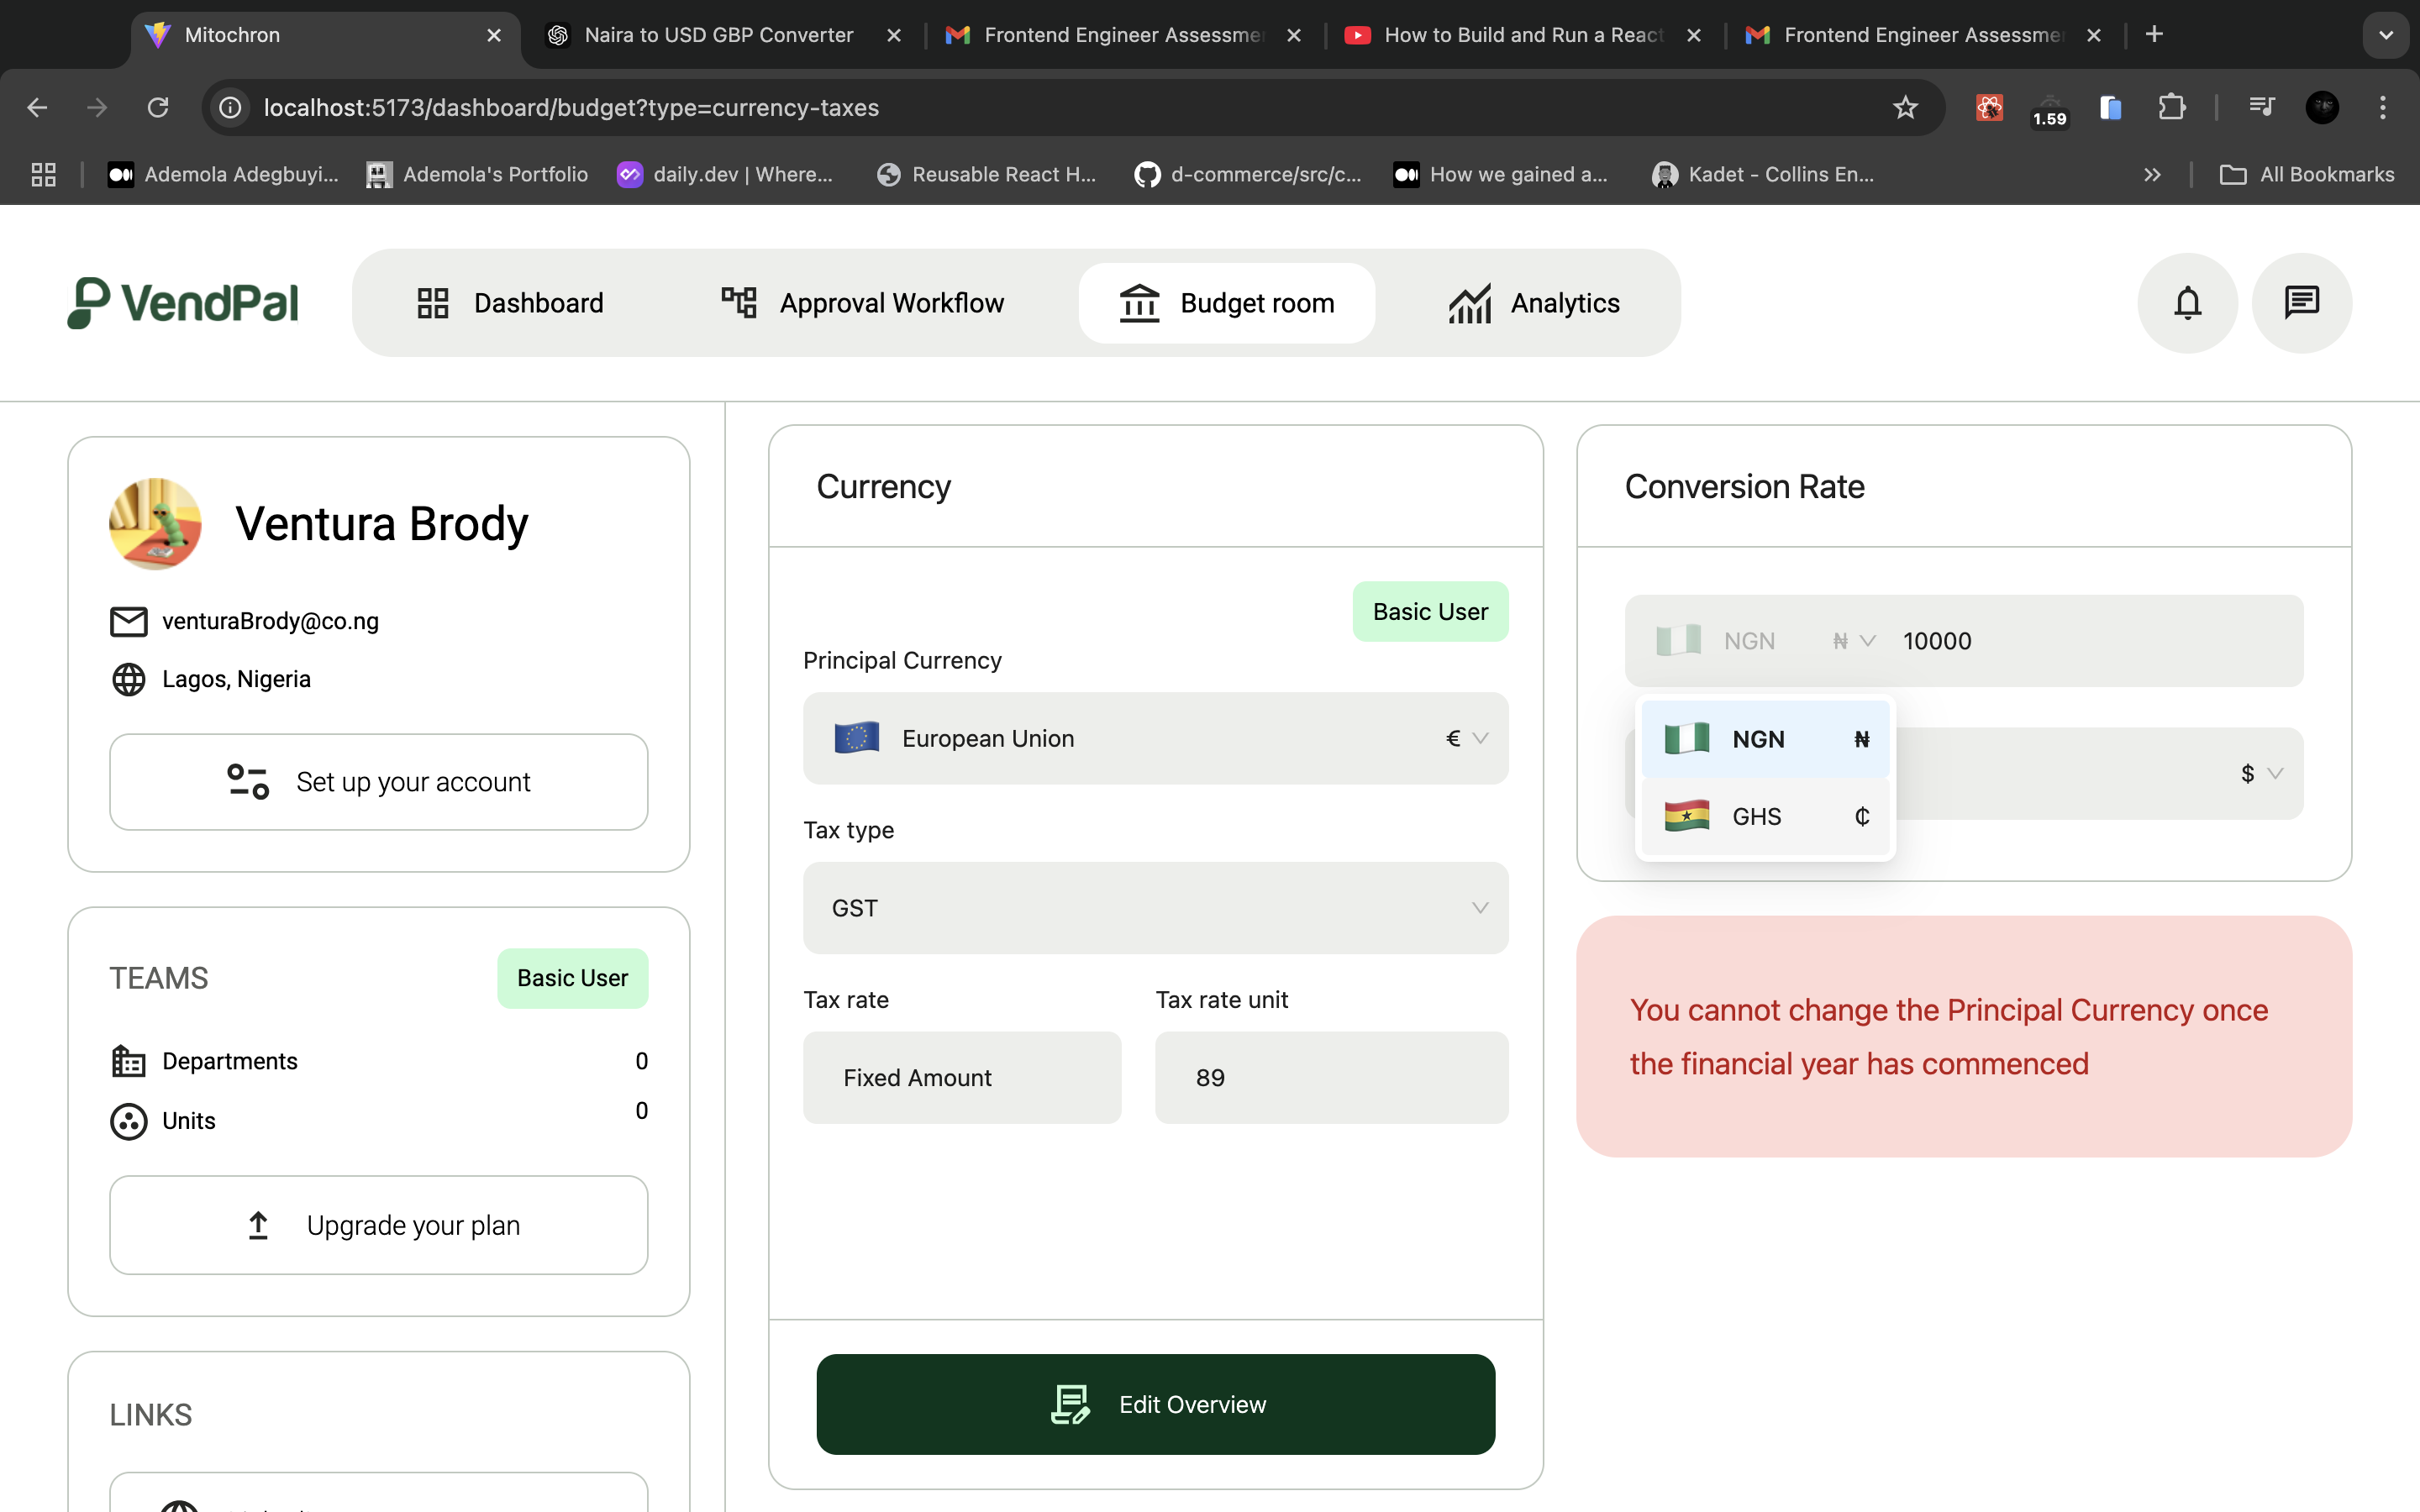 Mitochron
Naira to USD GBP Converter
Frontend Engineer Assessme
How to Build and Run a React
Frontend Engineer Assessme
localhost:5173/dashboard/budget?type=currency-taxes
1.59
Ademola Adegbuyi...
Ademola's Portfolio
daily.dev | Where...
Reusable React H...
d-commerce/src/c...
How we gained a...
Kadet - Collins En...
All Bookmarks
VendPal
Dashboard
Approval Workflow
Budget room
Analytics
Ventura Brody
venturaBrody@co.ng
Lagos, Nigeria
Set up your account
TEAMS
Basic User
Departments 0
Units 0
Upgrade your plan
LINKS
Currency
Basic User
Principal Currency
European Union €
Tax type
GST
Tax rate
Tax rate unit
Fixed Amount
89
Edit Overview
Conversion Rate
NGN ₦ 10000
NGN ₦
GHS ₵
$
You cannot change the Principal Currency once
the financial year has commenced